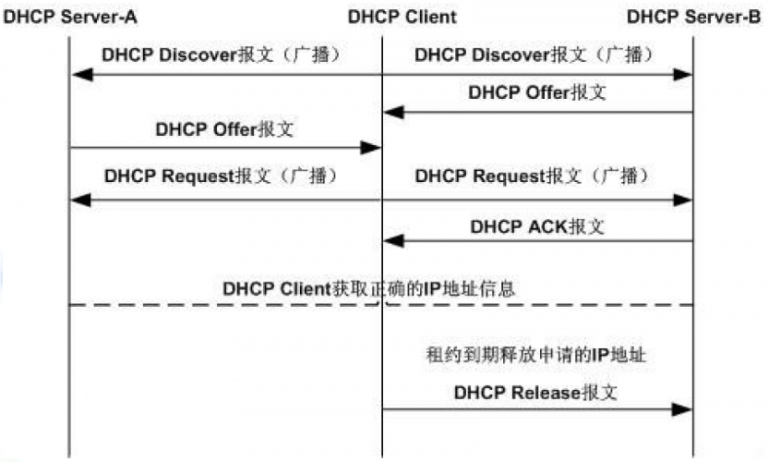 DHCP Server-A DHCP Client DHCP Server-B
DHCP Discover报文（广播） DHCP Discover报文（广播）
DHCP Offer报文
DHCP Offer报文
DHCP Request报文（广播） DHCP Request报文（广播）
DHCP ACK报文
DHCP Client获取正确的IP地址信息
租约到期释放申请的IP地址
DHCP Release报文